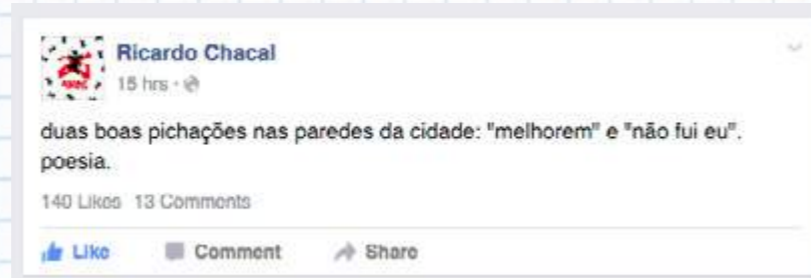 Ricardo Chacal
15 hrs ·
duas boas pichações nas paredes da cidade: "melhorem" e "não fui eu".
poesia.
140 Likes 13 Comments
Like Comment Share